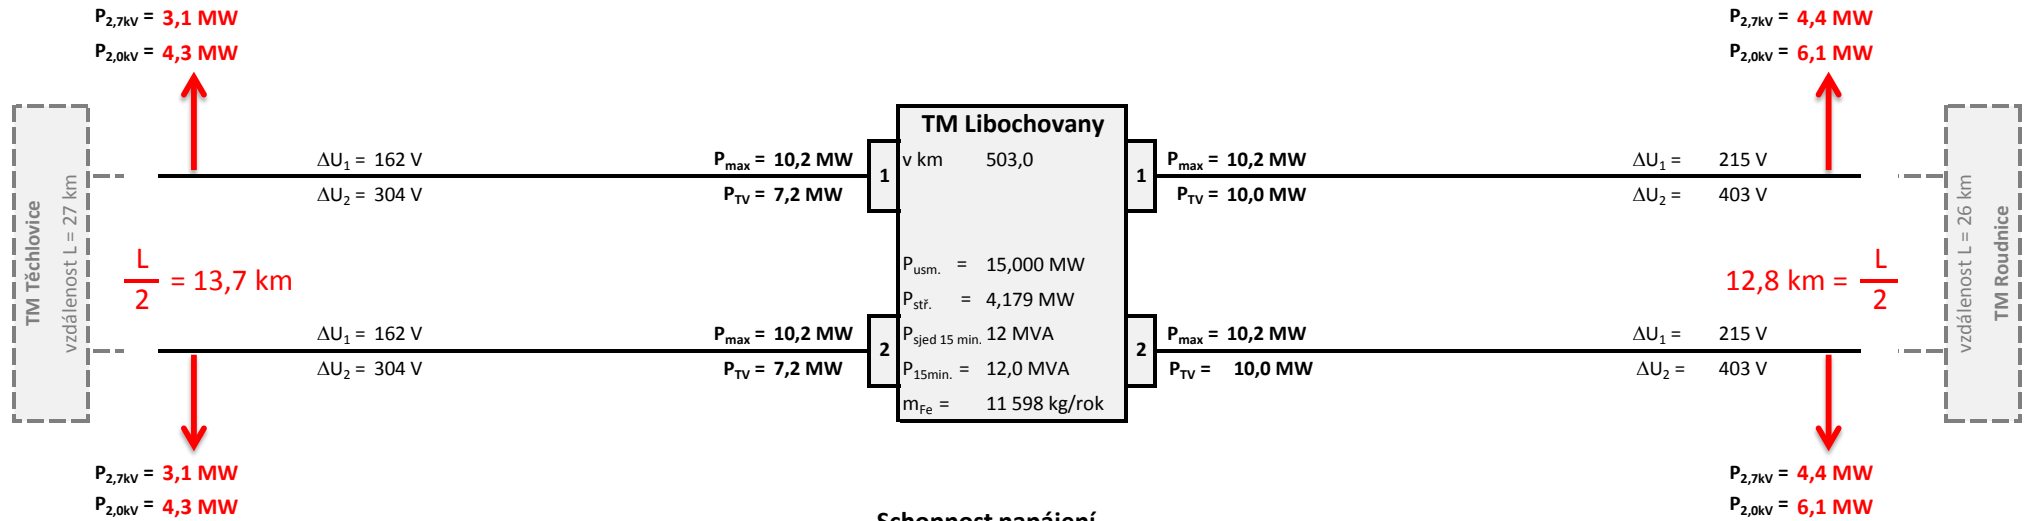 P2,7kV = 3,1 MW
P2,0kV = 4,3 MW
P2,7kV = 4,4 MW
P2,0kV = 6,1 MW
TM Těchlovice
vzdálenost L = 27 km
ΔU1 = 162 V
ΔU2 = 304 V
Pmax = 10,2 MW
PTV = 7,2 MW
1
TM Libochovany
v km 503,0
1
Pmax = 10,2 MW
PTV = 10,0 MW
ΔU1 = 215 V
ΔU2 = 403 V
vzdálenost L = 26 km
TM Roudnice
L
2
= 13,7 km
Pusm. = 15,000 MW
Pstř. = 4,179 MW
Psjed 15 min. 12 MVA
P15min. = 12,0 MVA
mFe = 11 598 kg/rok
12,8 km =
L
2
ΔU1 = 162 V
ΔU2 = 304 V
Pmax = 10,2 MW
PTV = 7,2 MW
2
2
Pmax = 10,2 MW
PTV = 10,0 MW
ΔU1 = 215 V
ΔU2 = 403 V
P2,7kV = 3,1 MW
P2,0kV = 4,3 MW
P2,7kV = 4,4 MW
P2,0kV = 6,1 MW
Schopnost napájení